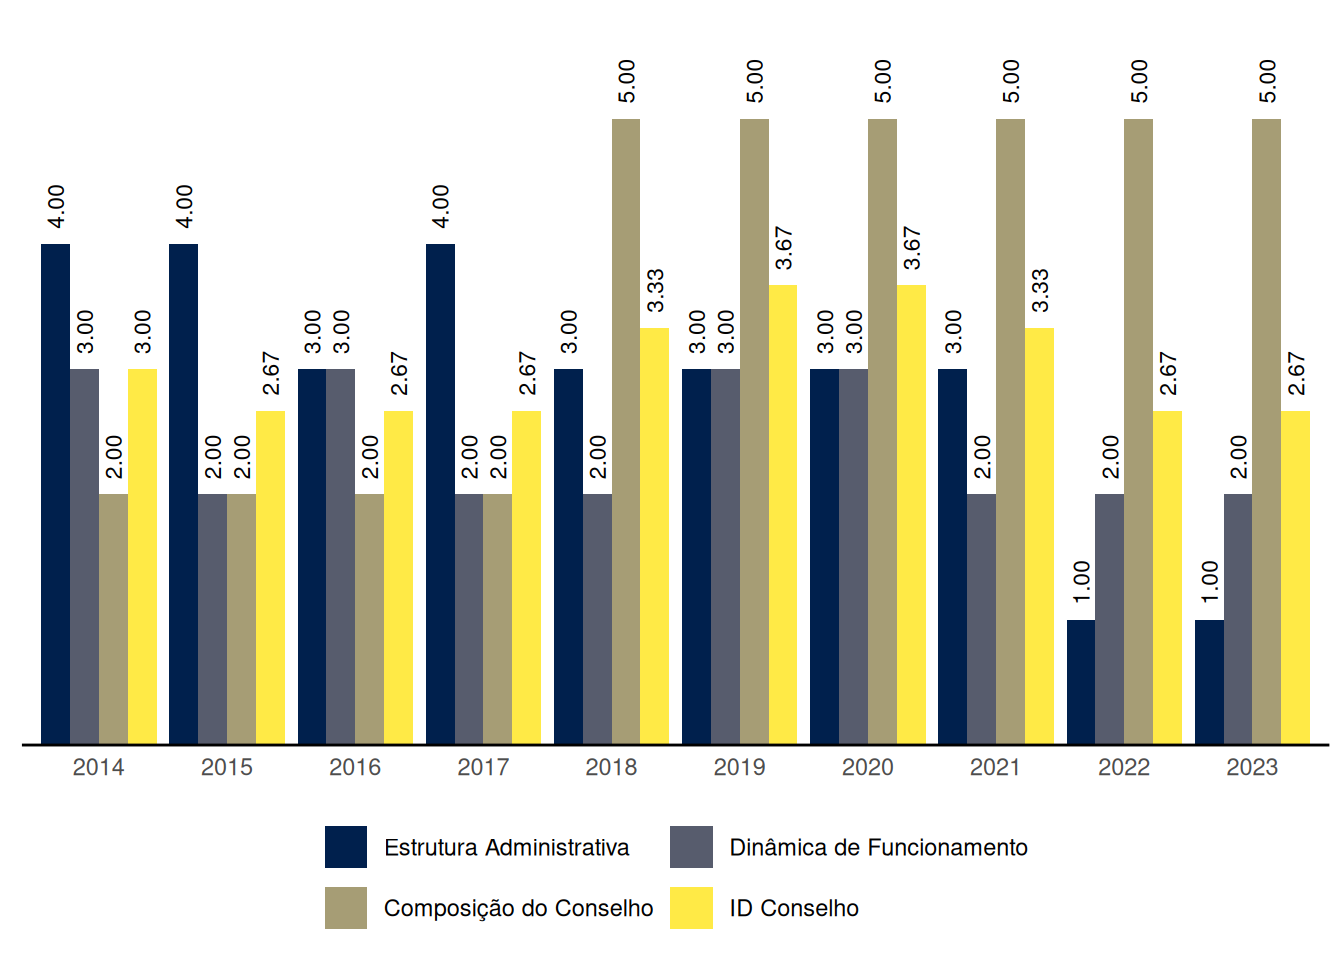 5.00 5.00 5.00 5.00 5.00 5.00
4.00 4.00 4.00 3.67 3.67
3.33 3.33
3.00 3.00 3.00 3.00 3.00 3.00 3.00 3.00 3.00 3.00
2.67 2.67 2.67 2.67 2.67
2.00 2.00 2.00 2.00 2.00 2.00 2.00 2.00 2.00 2.00
1.00 1.00
2014 2015 2016 2017 2018 2019 2020 2021 2022 2023
Estrutura Administrativa Dinâmica de Funcionamento
Composição do Conselho ID Conselho